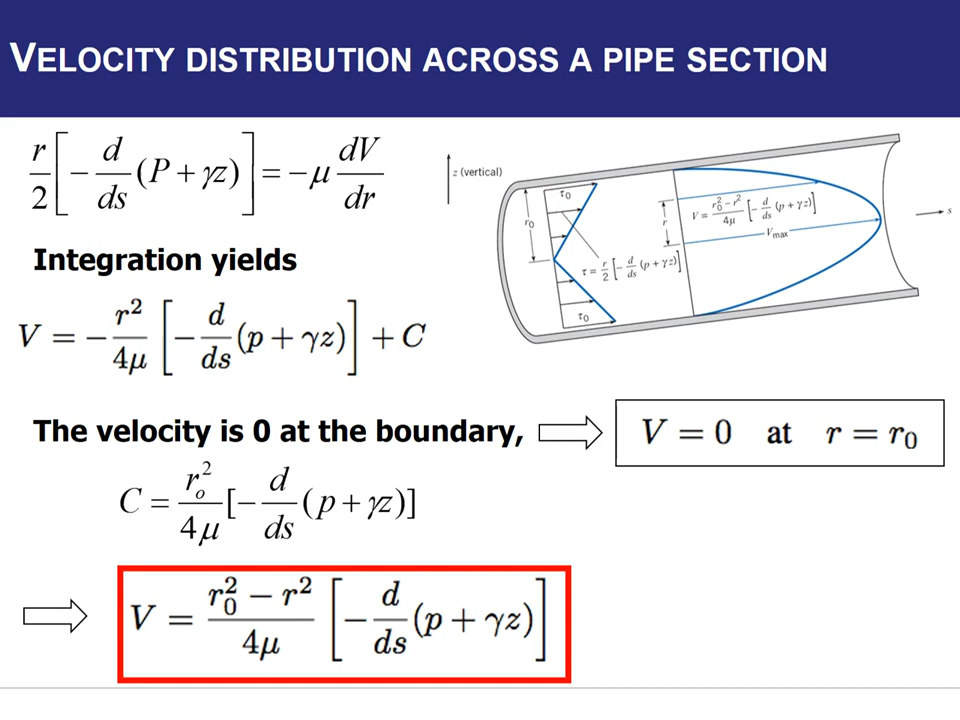 VELOCITY DISTRIBUTION ACROSS A PIPE SECTION
r/2 [ −d/ds (P + γz) ] = −μ dV/dr
z (vertical)
τ₀
r₀
r
V = (r₀² − r²)/4μ [ −d/ds (p + γz) ]
s
V_max
τ = r/2 [ −d/ds (p + γz) ]
τ₀
Integration yields
V = − r²/4μ [ −d/ds (p + γz) ] + C
The velocity is 0 at the boundary,
V = 0 at r = r₀
C = rₒ²/4μ [ −d/ds (p + γz) ]
V = (r₀² − r²)/4μ [ −d/ds (p + γz) ]